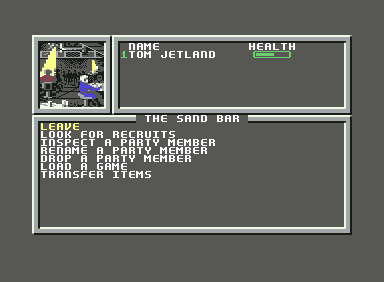 NAME HEALTH
1TOM JETLAND
THE SAND BAR
LEAVE
LOOK FOR RECRUITS
INSPECT A PARTY MEMBER
RENAME A PARTY MEMBER
DROP A PARTY MEMBER
LOAD A GAME
TRANSFER ITEMS